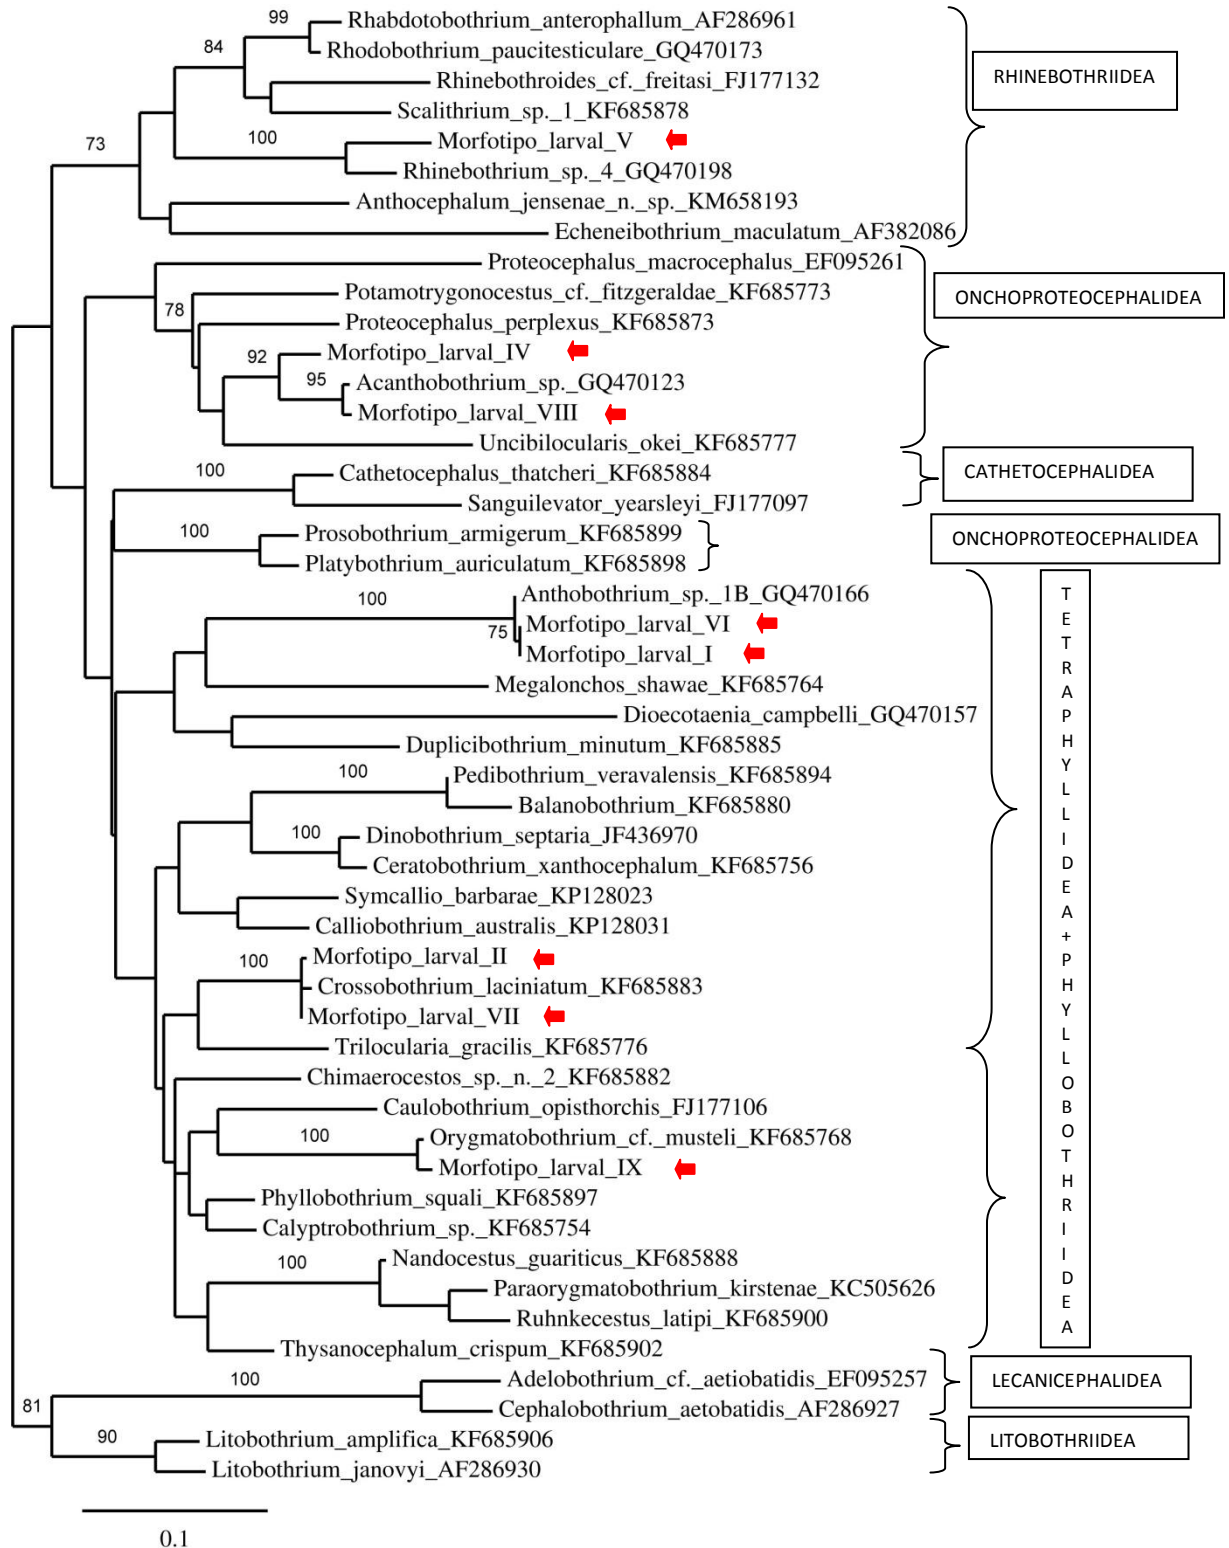 99
Rhabdotobothrium_anterophallum_AF286961
84
Rhodobothrium_paucitesticulare_GQ470173
RHINEBOTHRIIDEA
Rhinebothroides_cf._freitasi_FJ177132
Scalithrium_sp._1_KF685878
73
100
Morfotipo_larval_V
Rhinebothrium_sp._4_GQ470198
Anthocephalum_jensenae_n._sp._KM658193
Echeneibothrium_maculatum_AF382086
Proteocephalus_macrocephalus_EF095261
ONCHOPROTEOCEPHALIDEA
Potamotrygonocestus_cf._fitzgeraldae_KF685773
78
Proteocephalus_perplexus_KF685873
92
Morfotipo_larval_IV
95
Acanthobothrium_sp._GQ470123
Morfotipo_larval_VIII
Uncibilocularis_okei_KF685777
100
Cathetocephalus_thatcheri_KF685884
CATHETOCEPHALIDEA
Sanguilevator_yearsleyi_FJ177097
100
Prosobothrium_armigerum_KF685899
ONCHOPROTEOCEPHALIDEA
Platybothrium_auriculatum_KF685898
100
Anthobothrium_sp._1B_GQ470166
75
Morfotipo_larval_VI
Morfotipo_larval_I
Megalonchos_shawae_KF685764
Dioecotaenia_campbelli_GQ470157
Duplicibothrium_minutum_KF685885
100
Pedibothrium_veravalensis_KF685894
Balanobothrium_KF685880
100
Dinobothrium_septaria_JF436970
Ceratobothrium_xanthocephalum_KF685756
Symcallio_barbarae_KP128023
Calliobothrium_australis_KP128031
100
Morfotipo_larval_II
Crossobothrium_laciniatum_KF685883
Morfotipo_larval_VII
Trilocularia_gracilis_KF685776
Chimaerocestos_sp._n._2_KF685882
Caulobothrium_opisthorchis_FJ177106
100
Orygmatobothrium_cf._musteli_KF685768
Morfotipo_larval_IX
Phyllobothrium_squali_KF685897
Calyptrobothrium_sp._KF685754
100
Nandocestus_guariticus_KF685888
Paraorygmatobothrium_kirstenae_KC505626
Ruhnkecestus_latipi_KF685900
Thysanocephalum_crispum_KF685902
TETRAPHYLLIDEA+PHYLLOBOTHRIIDEA
100
Adelobothrium_cf._aetiobatidis_EF095257
LECANICEPHALIDEA
81
Cephalobothrium_aetobatidis_AF286927
90
Litobothrium_amplifica_KF685906
LITOBOTHRIIDEA
Litobothrium_janovyi_AF286930
0.1